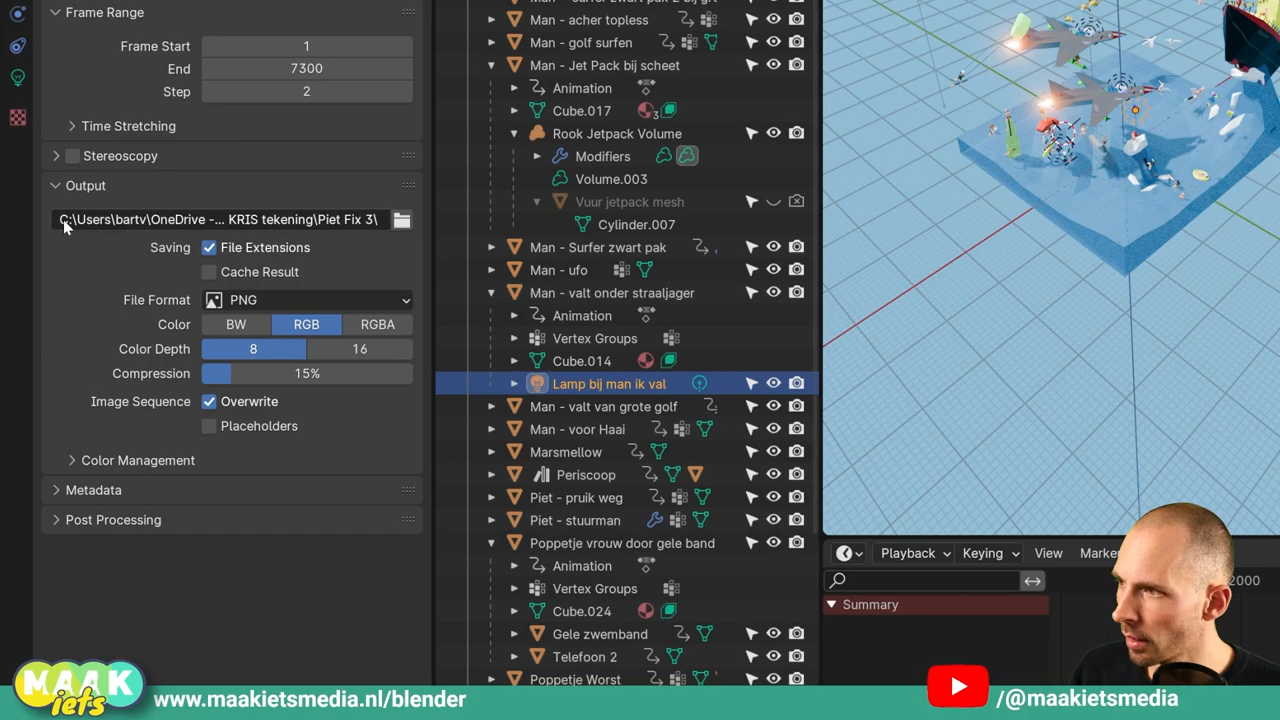 Frame Range
Frame Start 1
End 7300
Step 2
Time Stretching
Stereoscopy
Output
C:\Users\bartv\OneDrive -... KRIS tekening\Piet Fix 3\
Saving File Extensions
Cache Result
File Format PNG
Color BW RGB RGBA
Color Depth 8 16
Compression 15%
Image Sequence Overwrite
Placeholders
Color Management
Metadata
Post Processing
Man - acher topless
Man - golf surfen
Man - Jet Pack bij scheet
Animation
Cube.017 3
Rook Jetpack Volume
Modifiers
Volume.003
Vuur jetpack mesh
Cylinder.007
Man - Surfer zwart pak
Man - ufo
Man - valt onder straaljager
Animation
Vertex Groups
Cube.014
Lamp bij man ik val
Man - valt van grote golf
Man - voor Haai
Marsmellow
Periscoop
Piet - pruik weg
Piet - stuurman
Poppetje vrouw door gele band
Animation
Vertex Groups
Cube.024
Gele zwemband
Telefoon 2
Poppetje Worst
Playback Keying View Marke
2000
Summary
MAAK
iets
www.maakietsmedia.nl/blender
/@maakietsmedia